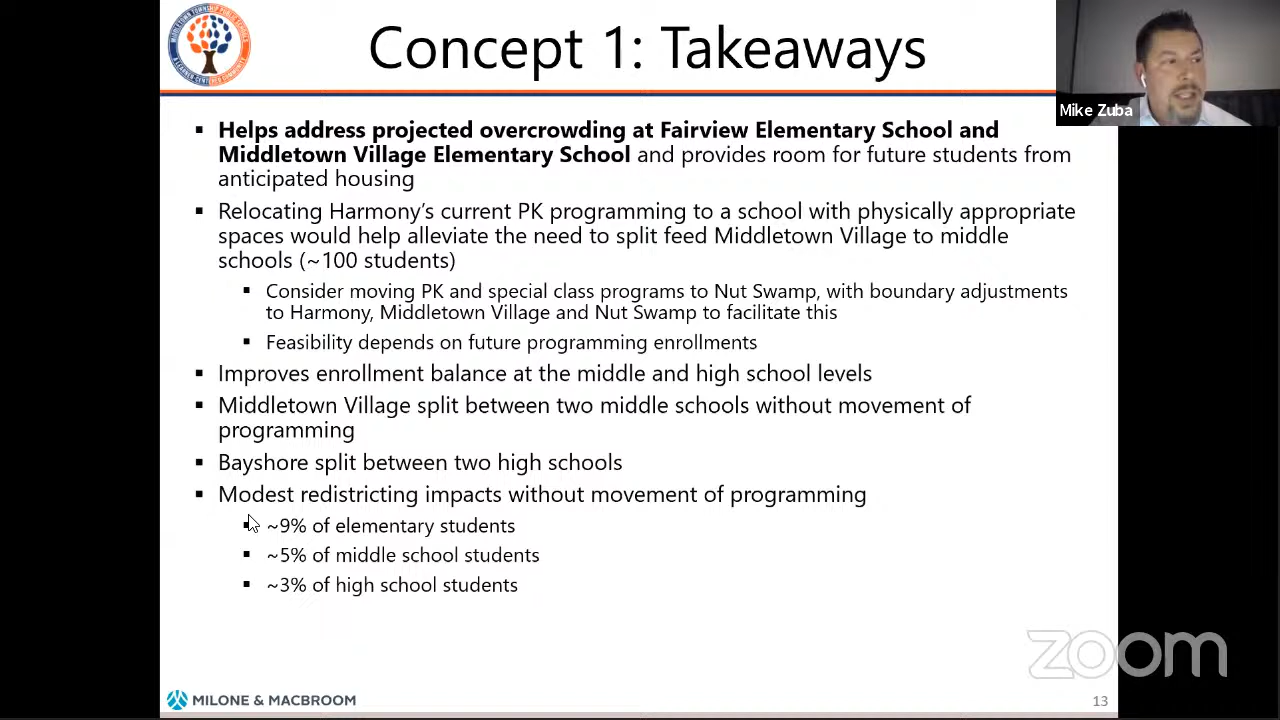 Concept 1: Takeaways
Mike Zuba
▪ Helps address projected overcrowding at Fairview Elementary School and
Middletown Village Elementary School and provides room for future students from
anticipated housing
▪ Relocating Harmony’s current PK programming to a school with physically appropriate
spaces would help alleviate the need to split feed Middletown Village to middle
schools (~100 students)
▪ Consider moving PK and special class programs to Nut Swamp, with boundary adjustments
to Harmony, Middletown Village and Nut Swamp to facilitate this
▪ Feasibility depends on future programming enrollments
▪ Improves enrollment balance at the middle and high school levels
▪ Middletown Village split between two middle schools without movement of
programming
▪ Bayshore split between two high schools
▪ Modest redistricting impacts without movement of programming
▪ ~9% of elementary students
▪ ~5% of middle school students
▪ ~3% of high school students
zoom
MILONE & MACBROOM
13